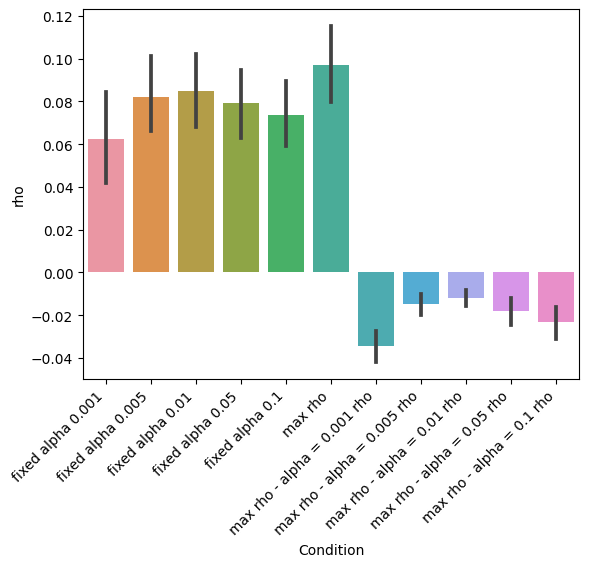 0.12
0.10
0.08
0.06
0.04
0.02
0.00
−0.02
−0.04
rho
fixed alpha 0.001
fixed alpha 0.005
fixed alpha 0.01
fixed alpha 0.05
fixed alpha 0.1
max rho
max rho - alpha = 0.001 rho
max rho - alpha = 0.005 rho
max rho - alpha = 0.01 rho
max rho - alpha = 0.05 rho
max rho - alpha = 0.1 rho
Condition